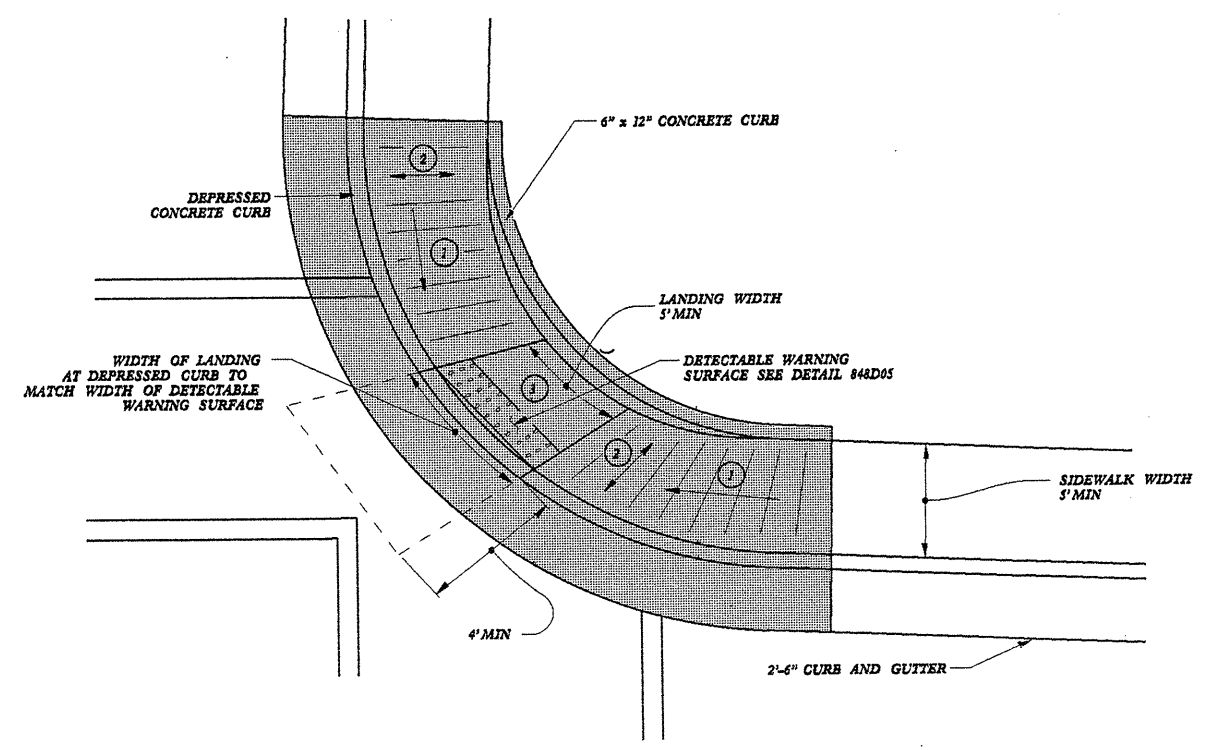 6" x 12" CONCRETE CURB
2
DEPRESSED
CONCRETE CURB
1
LANDING WIDTH
5' MIN
WIDTH OF LANDING
AT DEPRESSED CURB TO
MATCH WIDTH OF DETECTABLE
WARNING SURFACE
DETECTABLE WARNING
SURFACE SEE DETAIL 848D05
3
2
1
SIDEWALK WIDTH
5' MIN
4' MIN
2'-6" CURB AND GUTTER